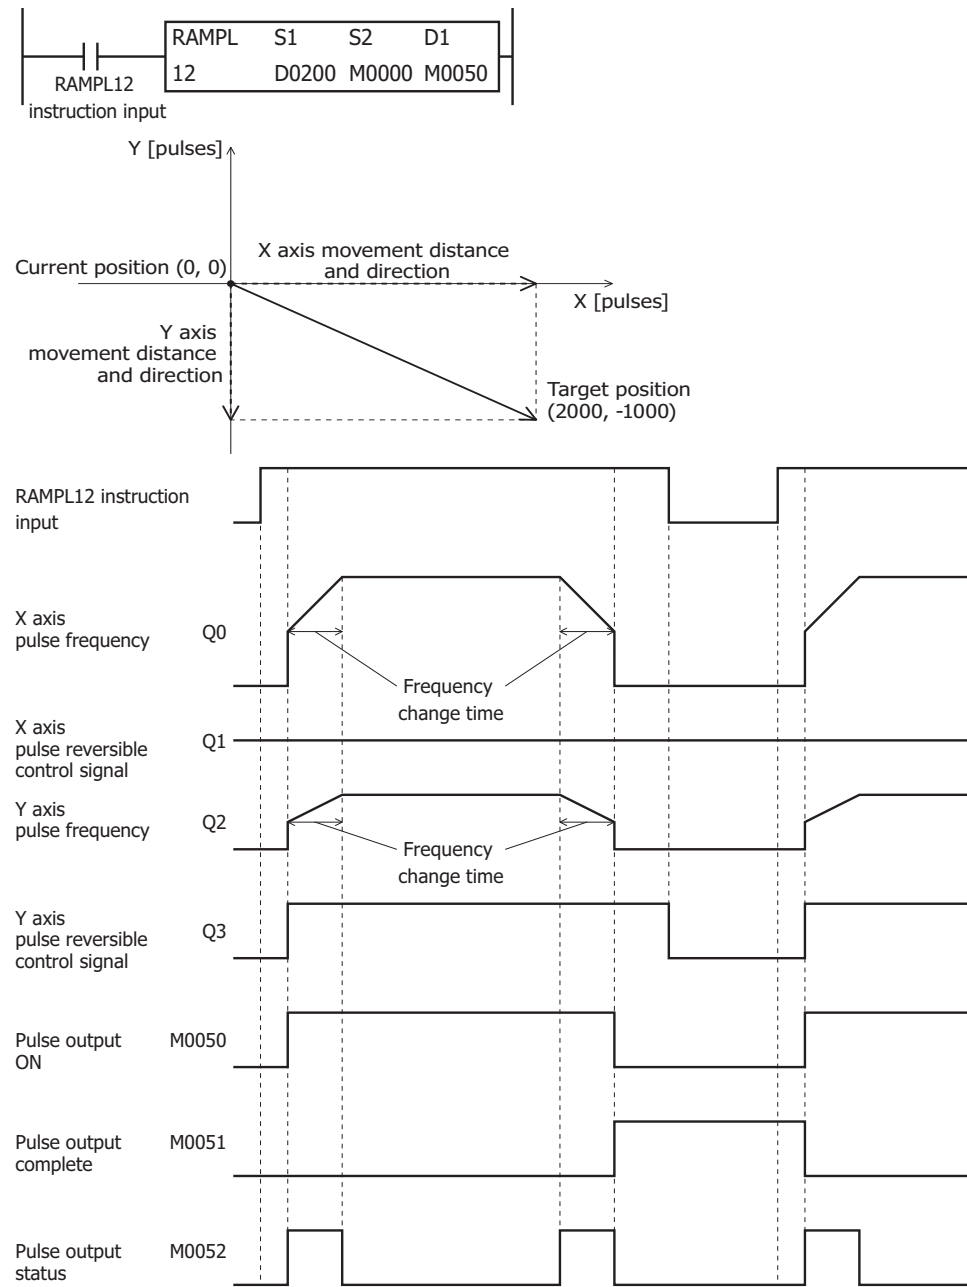 RAMPL S1 S2 D1
12 D0200 M0000 M0050
RAMPL12
instruction input
Y [pulses]
X axis movement distance
and direction
Current position (0, 0)
X [pulses]
Y axis
movement distance
and direction
Target position
(2000, -1000)
RAMPL12 instruction
input
X axis
pulse frequency Q0
Frequency
change time
X axis
pulse reversible Q1
control signal
Y axis
pulse frequency Q2
Frequency
change time
Y axis
pulse reversible Q3
control signal
Pulse output M0050
ON
Pulse output M0051
complete
Pulse output M0052
status